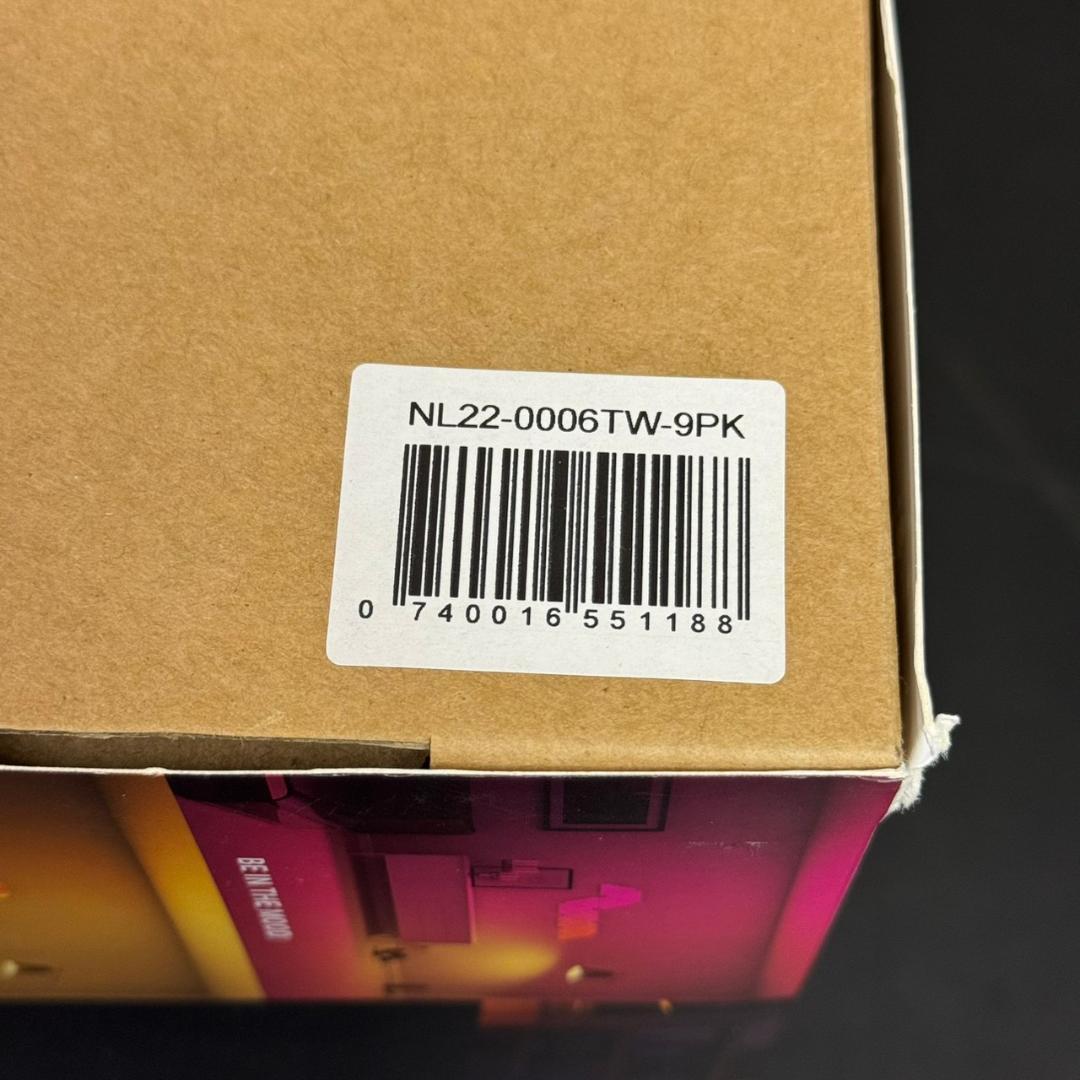 NL22-0006TW-9PK
0 740016 551188
BE IN THE MOOD!